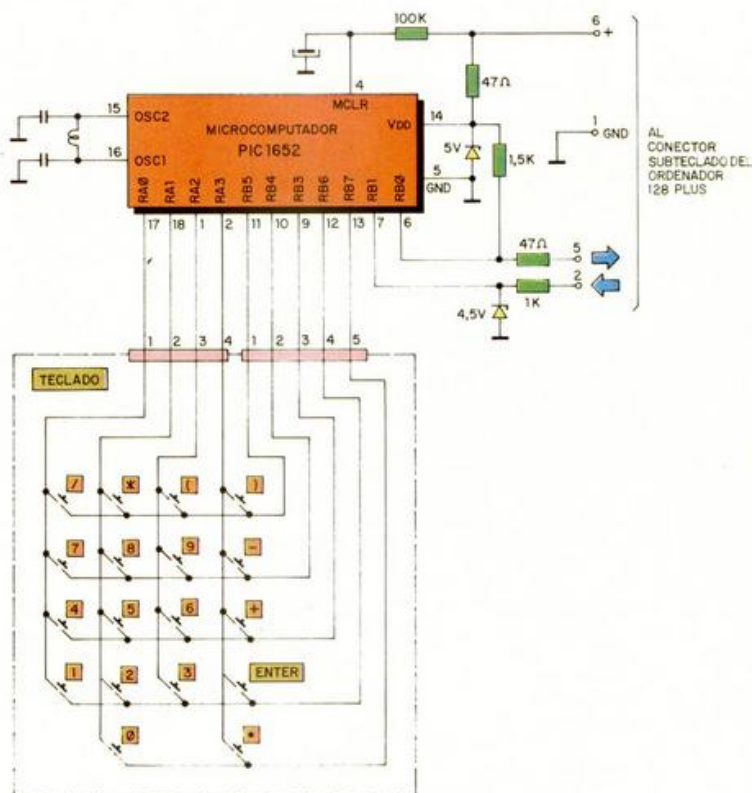 100K
6
+
4
47Ω
15
OSC2
MCLR
14
MICROCOMPUTADOR
PIC1652
VDD
1
GND
AL
CONECTOR
SUBTECLADO DEL
ORDENADOR
128 PLUS
16
OSC1
5V
1,5K
5
GND
RA0 RA1 RA2 RA3 RB5 RB4 RB3 RB6 RB7 RB1 RB0
17 18 1 2 11 10 9 12 13 7 6
47Ω
5
2
1K
4,5V
1 2 3 4 1 2 3 4 5
TECLADO
/ * ( )
7 8 9 -
4 5 6 +
1 2 3 ENTER
0